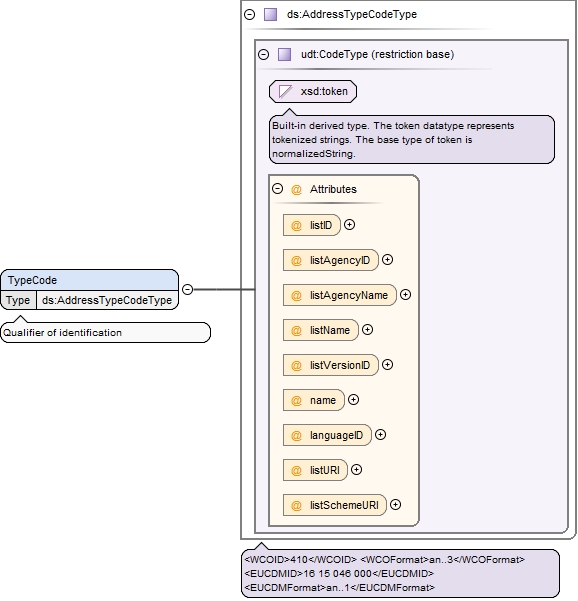 ds:AddressTypeCodeType
udt:CodeType (restriction base)
xsd:token
Built-in derived type. The token datatype represents
tokenized strings. The base type of token is
normalizedString.
@ Attributes
@ listID
@ listAgencyID
@ listAgencyName
@ listName
@ listVersionID
@ name
@ languageID
@ listURI
@ listSchemeURI
TypeCode
Type ds:AddressTypeCodeType
Qualifier of identification
<WCOID>410</WCOID> <WCOFormat>an..3</WCOFormat>
<EUCDMID>16 15 046 000</EUCDMID>
<EUCDMFormat>an..1</EUCDMFormat>